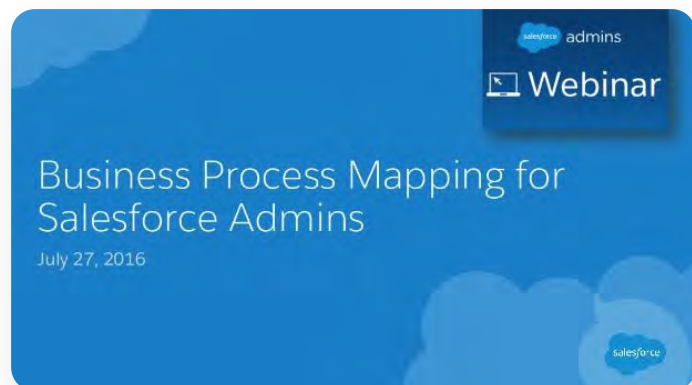 salesforce admins
Webinar
Business Process Mapping for
Salesforce Admins
July 27, 2016
salesforce